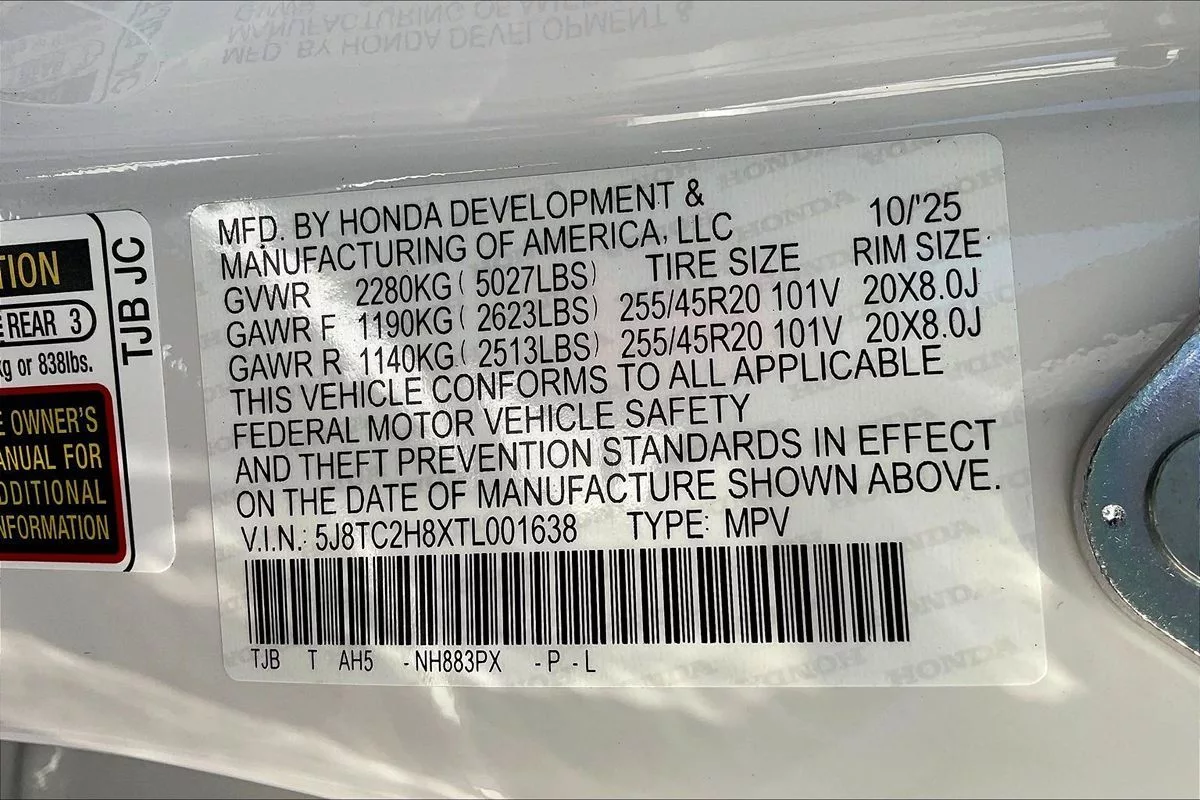 MFD. BY HONDA DEVELOPMENT &
MANUFACTURING OF AMERICA, LLC 10/'25
GVWR 2280KG ( 5027LBS) TIRE SIZE RIM SIZE
GAWR F 1190KG ( 2623LBS) 255/45R20 101V 20X8.0J
GAWR R 1140KG ( 2513LBS) 255/45R20 101V 20X8.0J
THIS VEHICLE CONFORMS TO ALL APPLICABLE
FEDERAL MOTOR VEHICLE SAFETY
AND THEFT PREVENTION STANDARDS IN EFFECT
ON THE DATE OF MANUFACTURE SHOWN ABOVE.
V.I.N.: 5J8TC2H8XTL001638 TYPE: MPV
TJB T AH5 -NH883PX -P -L
TION
REAR 3
kg or 838lbs.
E OWNER'S
ANUAL FOR
DDITIONAL
NFORMATION
TJB JC